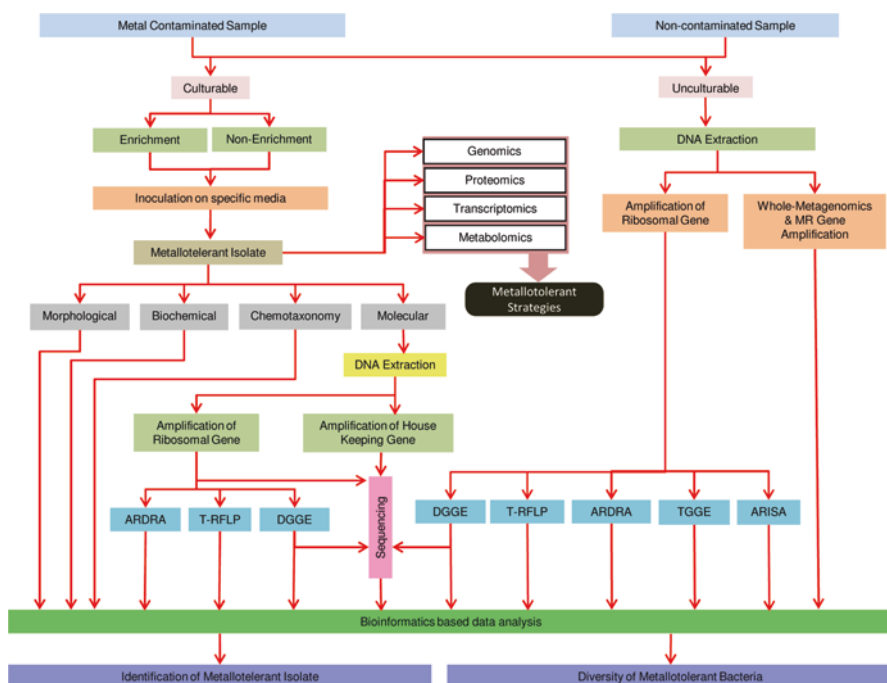 Metal Contaminated Sample
Non-contaminated Sample
Culturable
Unculturable
Enrichment
Non-Enrichment
DNA Extraction
Genomics
Proteomics
Transcriptomics
Metabolomics
Inoculation on specific media
Amplification of
Ribosomal Gene
Whole-Metagenomics
& MR Gene
Amplification
Metallotelerant Isolate
Metallotolerant
Strategies
Morphological
Biochemical
Chemotaxonomy
Molecular
DNA Extraction
Amplification of
Ribosomal Gene
Amplification of House
Keeping Gene
Sequencing
ARDRA
T-RFLP
DGGE
DGGE
T-RFLP
ARDRA
TGGE
ARISA
Bioinformatics based data analysis
Identification of Metallotelerant Isolate
Diversity of Metallotolerant Bacteria